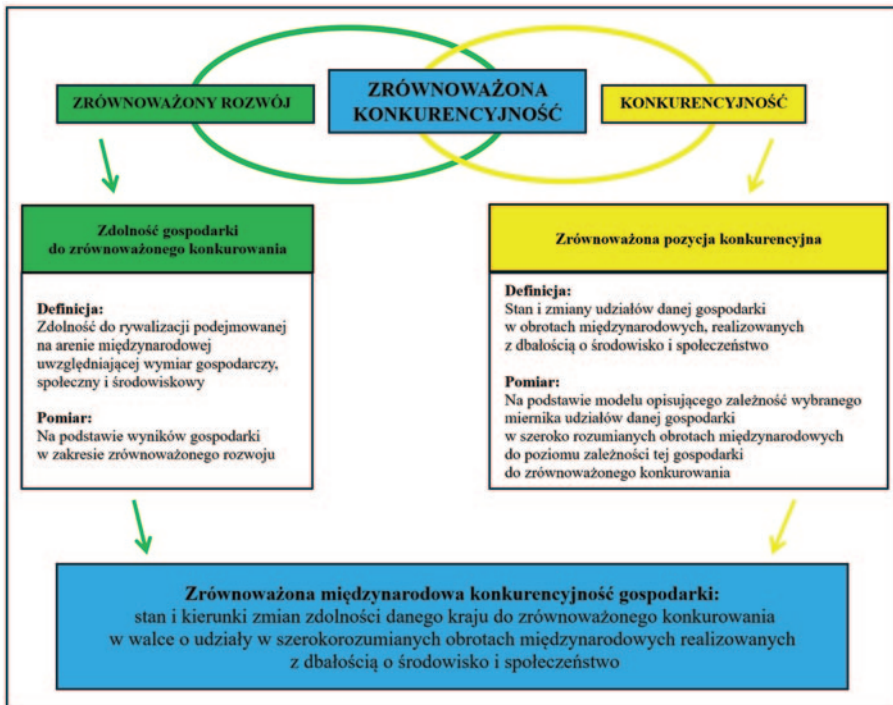 ZRÓWNOWAŻONY ROZWÓJ
ZRÓWNOWAŻONA
KONKURENCYJNOŚĆ
KONKURENCYJNOŚĆ
Zdolność gospodarki
do zrównoważonego konkurowania
Definicja:
Zdolność do rywalizacji podejmowanej
na arenie międzynarodowej
uwzględniającej wymiar gospodarczy,
społeczny i środowiskowy
Pomiar:
Na podstawie wyników gospodarki
w zakresie zrównoważonego rozwoju
Zrównoważona pozycja konkurencyjna
Definicja:
Stan i zmiany udziałów danej gospodarki
w obrotach międzynarodowych, realizowanych
z dbałością o środowisko i społeczeństwo
Pomiar:
Na podstawie modelu opisującego zależność wybranego
miernika udziałów danej gospodarki
w szeroko rozumianych obrotach międzynarodowych
do poziomu zależności tej gospodarki
do zrównoważonego konkurowania
Zrównoważona międzynarodowa konkurencyjność gospodarki:
stan i kierunki zmian zdolności danego kraju do zrównoważonego konkurowania
w walce o udziały w szerokorozumianych obrotach międzynarodowych realizowanych
z dbałością o środowisko i społeczeństwo